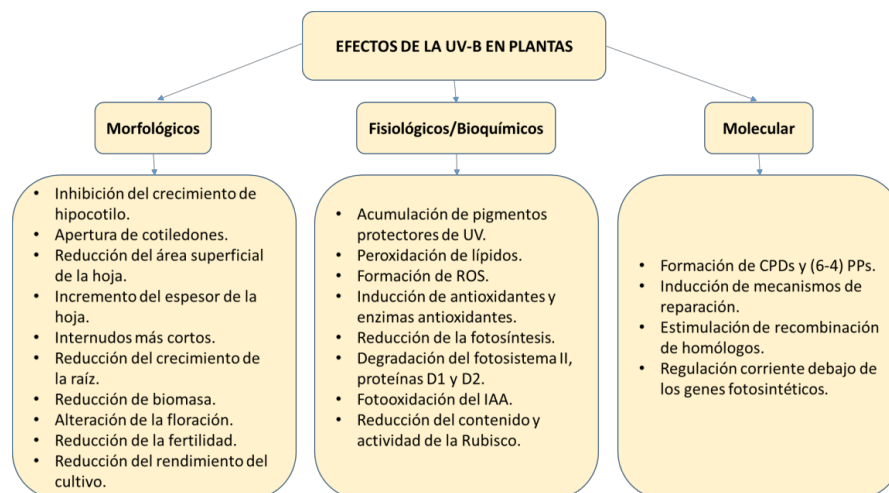 EFECTOS DE LA UV-B EN PLANTAS
Morfológicos
• Inhibición del crecimiento de
hipocotilo.
• Apertura de cotiledones.
• Reducción del área superficial
de la hoja.
• Incremento del espesor de la
hoja.
• Internudos más cortos.
• Reducción del crecimiento de
la raíz.
• Reducción de biomasa.
• Alteración de la floración.
• Reducción de la fertilidad.
• Reducción del rendimiento del
cultivo.
Fisiológicos/Bioquímicos
• Acumulación de pigmentos
protectores de UV.
• Peroxidación de lípidos.
• Formación de ROS.
• Inducción de antioxidantes y
enzimas antioxidantes.
• Reducción de la fotosíntesis.
• Degradación del fotosistema II,
proteínas D1 y D2.
• Fotooxidación del IAA.
• Reducción del contenido y
actividad de la Rubisco.
Molecular
• Formación de CPDs y (6-4) PPs.
• Inducción de mecanismos de
reparación.
• Estimulación de recombinación
de homólogos.
• Regulación corriente debajo de
los genes fotosintéticos.